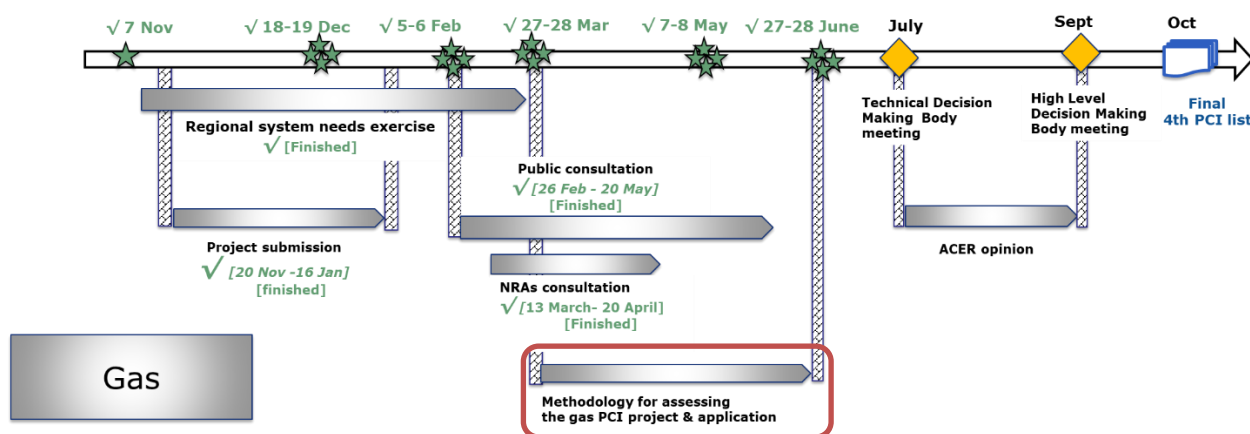 √ 7 Nov
√ 18-19 Dec
√ 5-6 Feb
√ 27-28 Mar
√ 7-8 May
√ 27-28 June
July
Sept
Oct
Regional system needs exercise
√ [Finished]
Technical Decision
Making Body
meeting
High Level
Decision Making
Body meeting
Final
4th PCI list
Public consultation
√ [26 Feb - 20 May]
[Finished]
Project submission
√ [20 Nov -16 Jan]
[finished]
ACER opinion
NRAs consultation
√ [13 March- 20 April]
[Finished]
Gas
Methodology for assessing
the gas PCI project & application